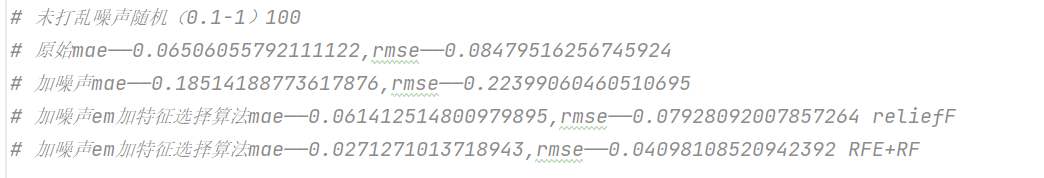 # 未打乱噪声随机（0.1-1）100
# 原始mae——0.06506055792111122,rmse——0.08479516256745924
# 加噪声mae——0.18514188773617876,rmse——0.223990604605106​95
# 加噪声em加特征选择算法mae——0.061412514800979895,rmse——0.07928092007857264 reliefF
# 加噪声em加特征选择算法mae——0.0271271013718943,rmse——0.04098108520942392 RFE+RF